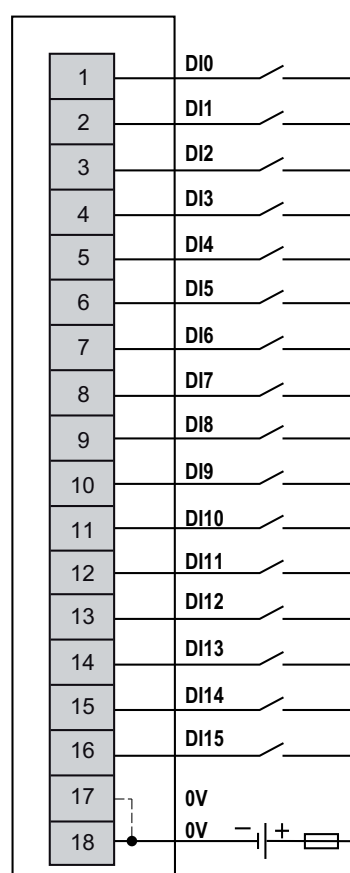 1 DI0
2 DI1
3 DI2
4 DI3
5 DI4
6 DI5
7 DI6
8 DI7
9 DI8
10 DI9
11 DI10
12 DI11
13 DI12
14 DI13
15 DI14
16 DI15
17 0V
18 0V − +